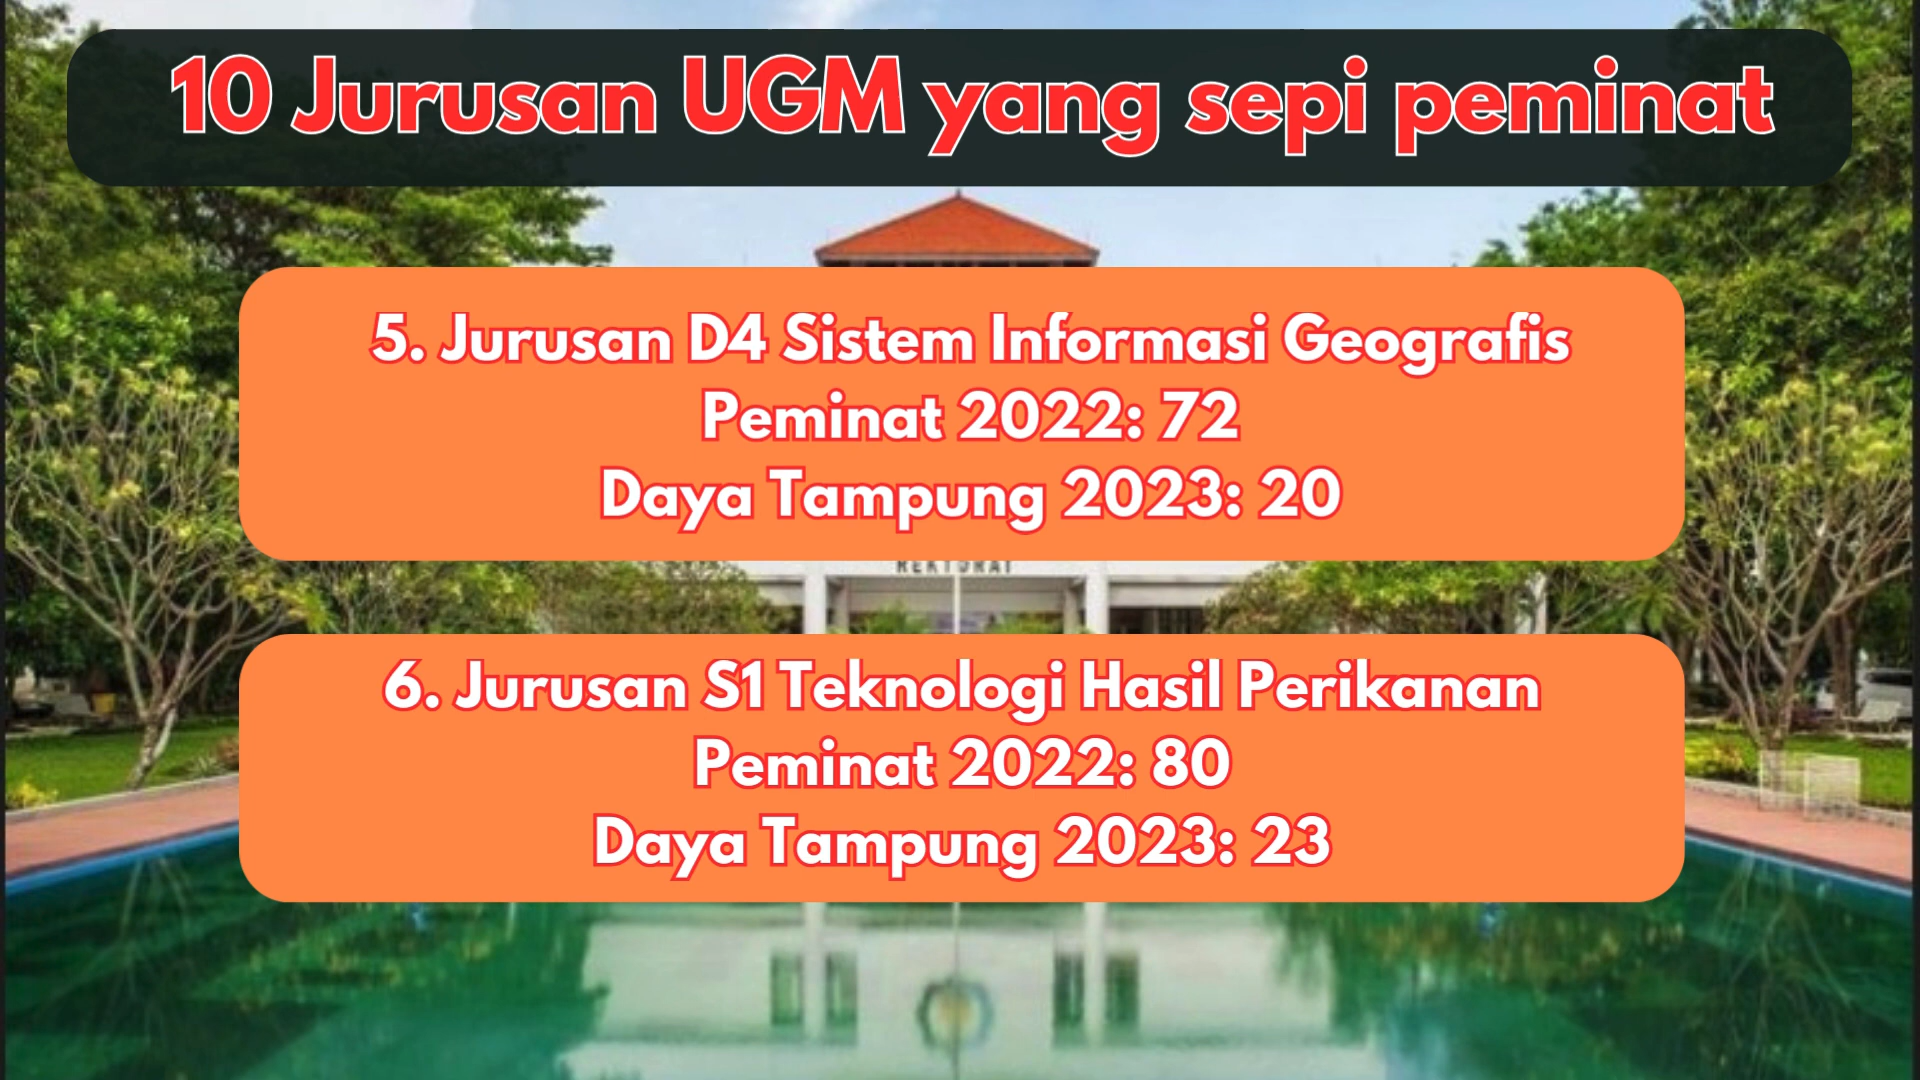 10 Jurusan UGM yang sepi peminat
5. Jurusan D4 Sistem Informasi Geografis
Peminat 2022: 72
Daya Tampung 2023: 20
REKTORAT
6. Jurusan S1 Teknologi Hasil Perikanan
Peminat 2022: 80
Daya Tampung 2023: 23